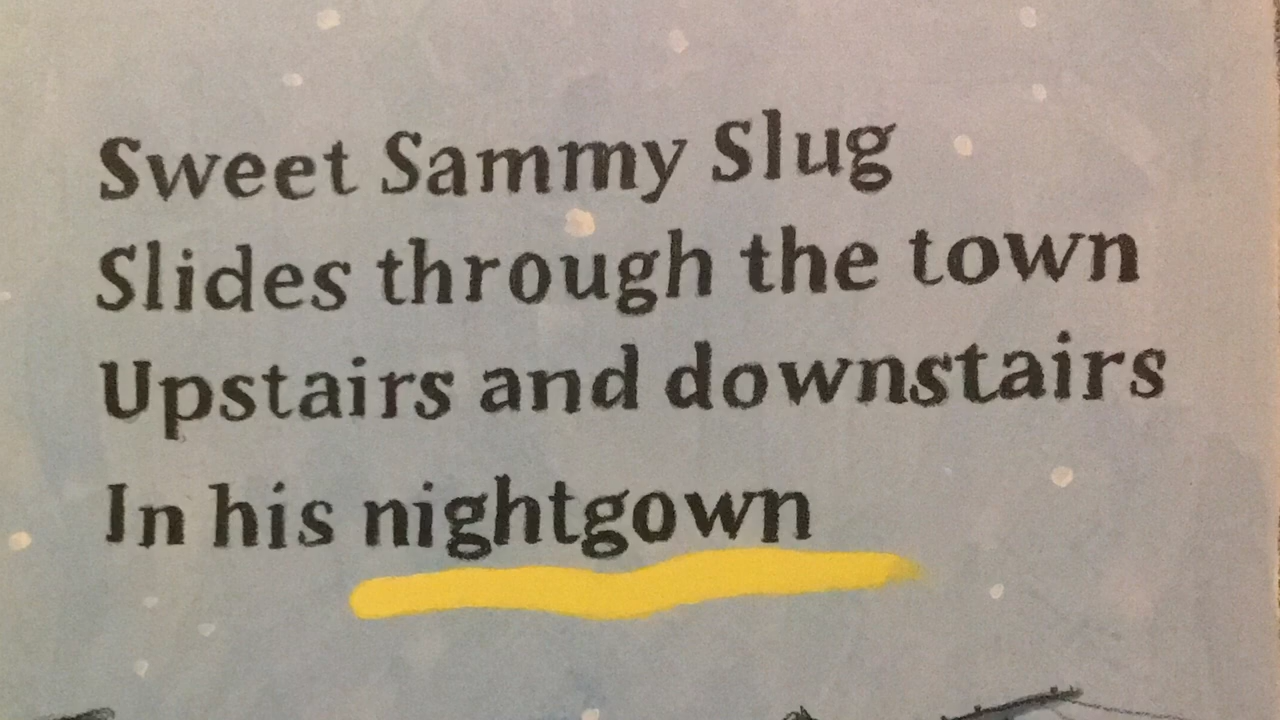 Sweet Sammy Slug
Slides through the town
Upstairs and downstairs
In his nightgown